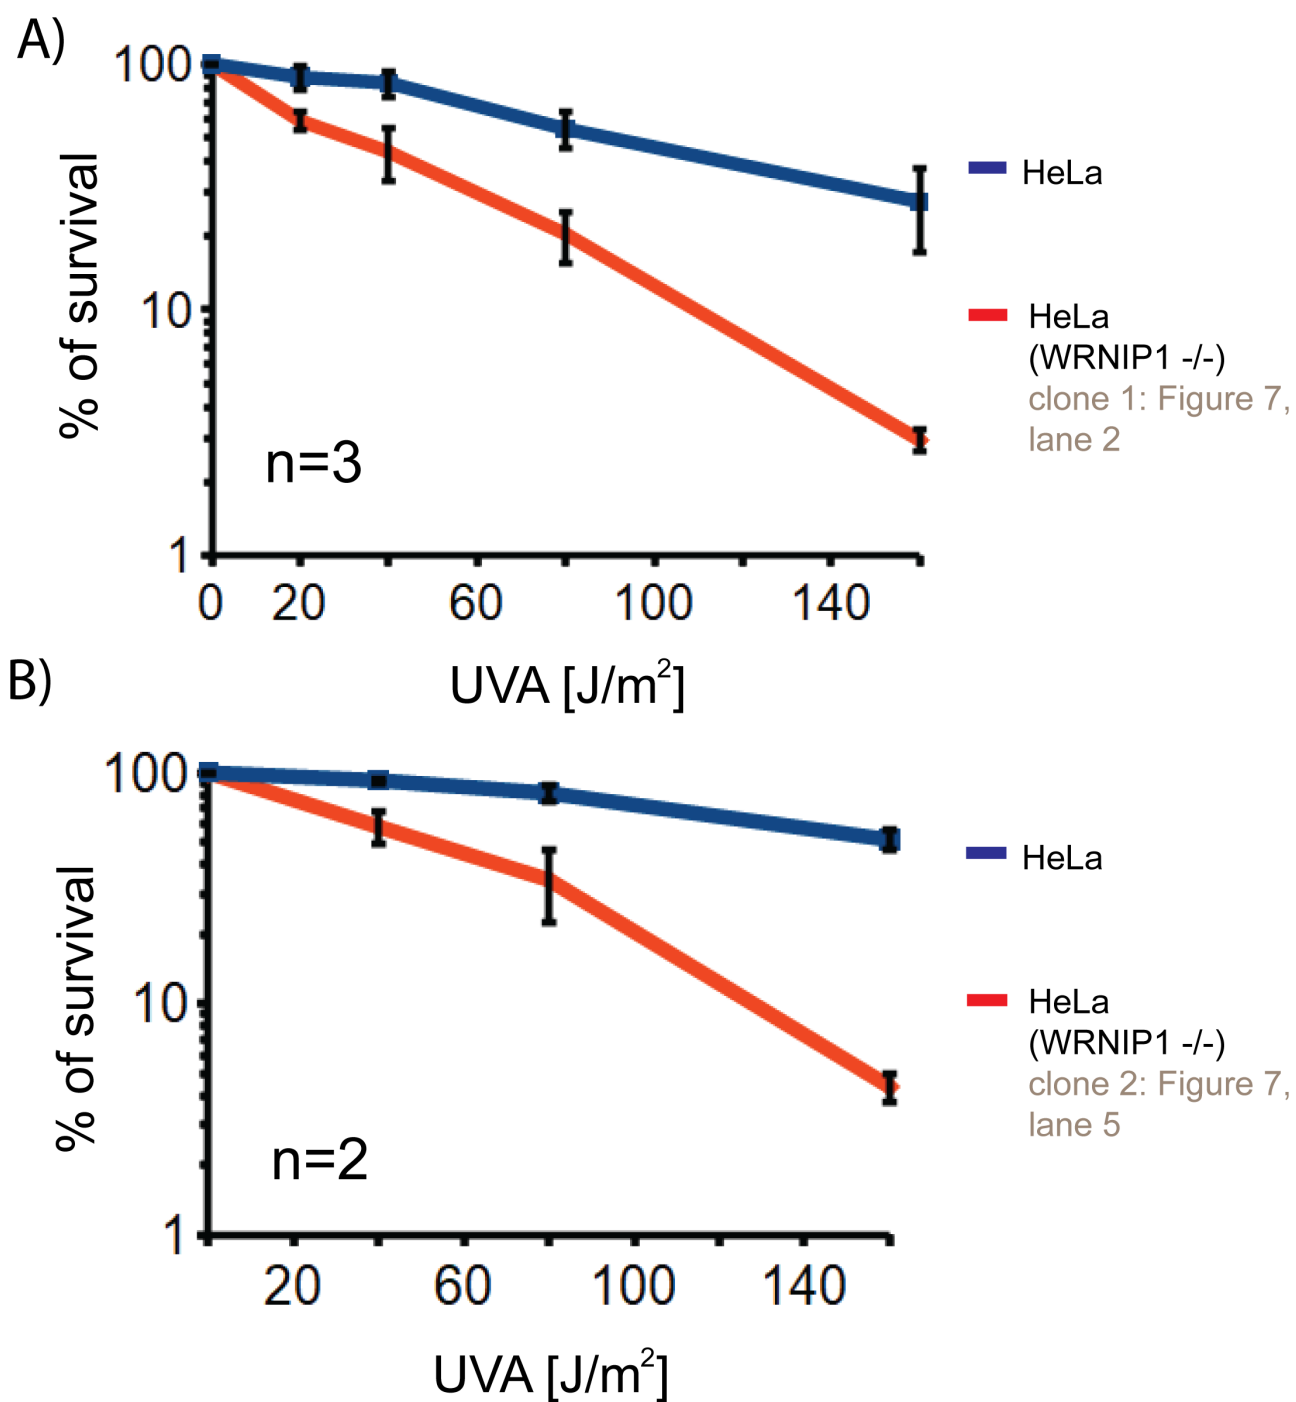 A)
100
10
1
% of survival
n=3
0 20 60 100 140
UVA [J/m²]
HeLa
HeLa
(WRNIP1 -/-)
clone 1: Figure 7,
lane 2
B)
100
10
1
% of survival
n=2
20 60 100 140
UVA [J/m²]
HeLa
HeLa
(WRNIP1 -/-)
clone 2: Figure 7,
lane 5